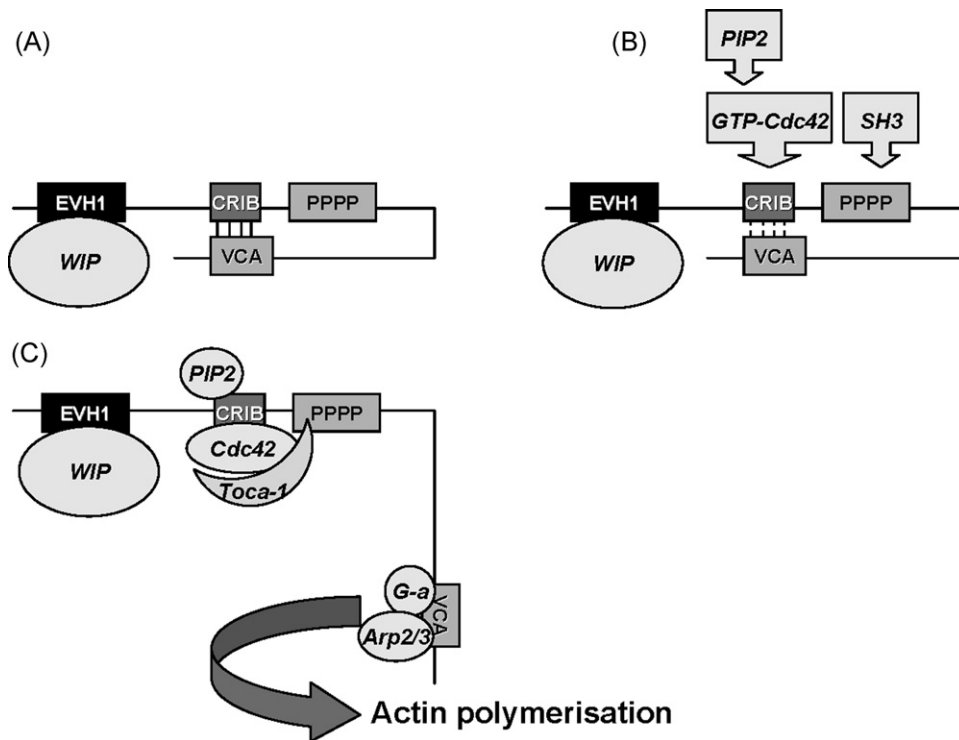 (A)
EVH1
CRIB
PPPP
WIP
VCA
(B)
PIP2
GTP-Cdc42
SH3
EVH1
CRIB
PPPP
WIP
VCA
(C)
PIP2
EVH1
CRIB
PPPP
WIP
Cdc42
Toca-1
G-a
VCA
Arp2/3
Actin polymerisation